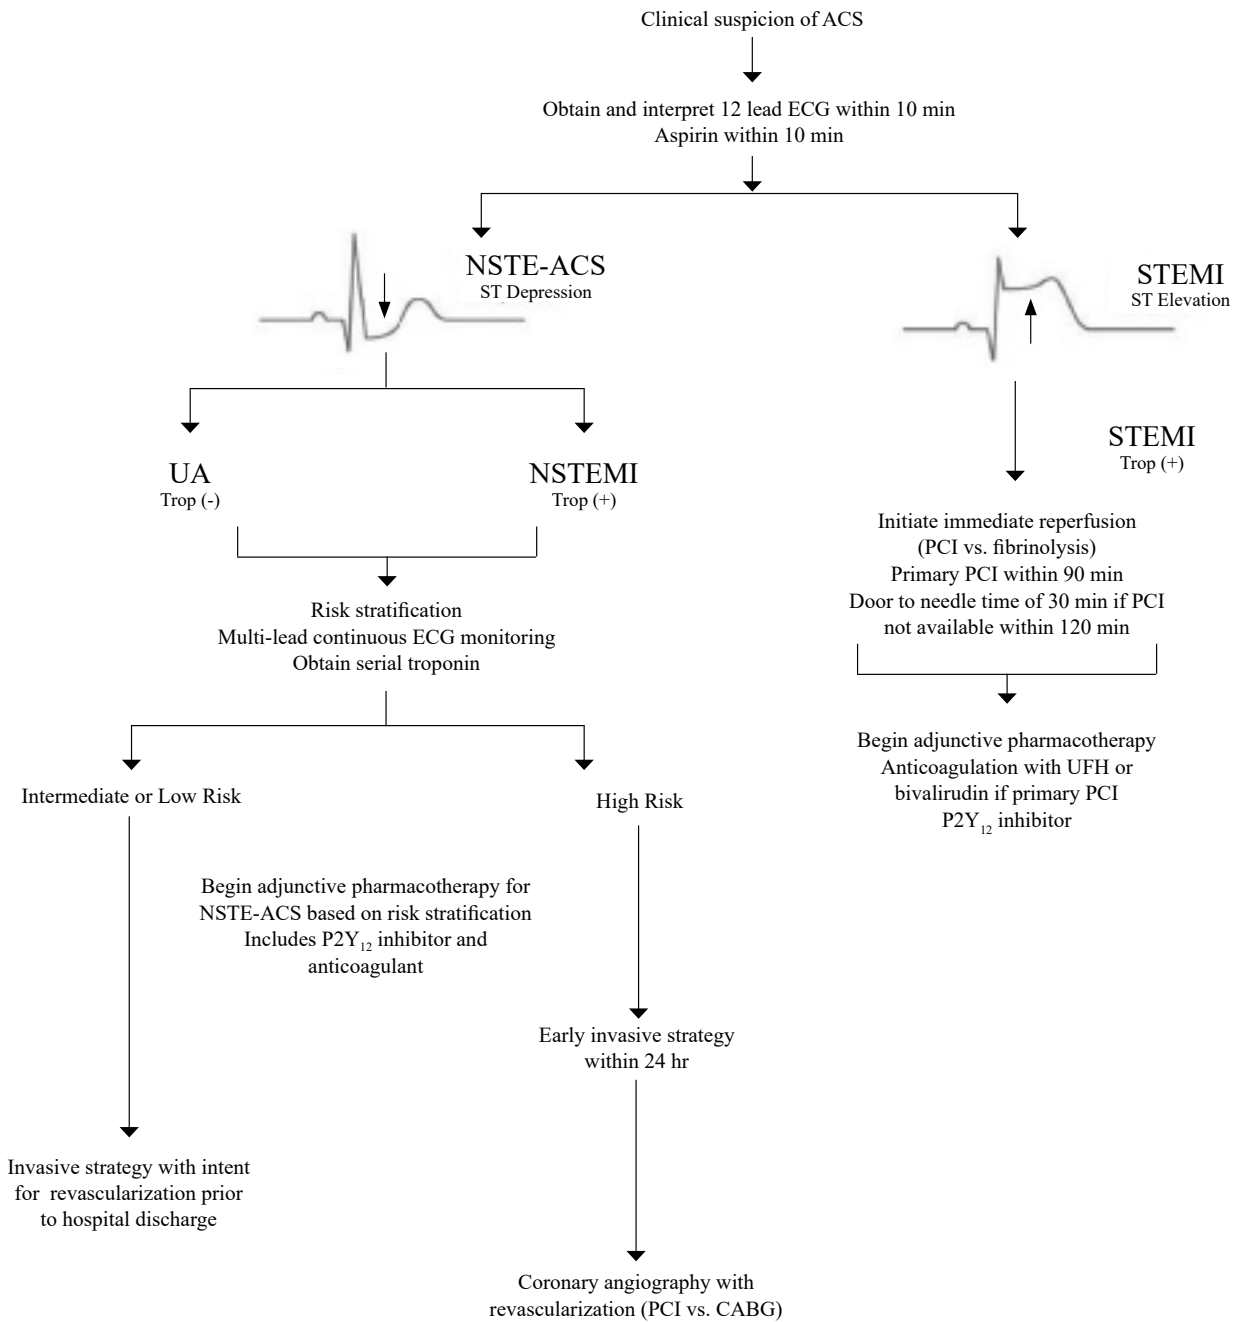 Clinical suspicion of ACS
Obtain and interpret 12 lead ECG within 10 min
Aspirin within 10 min
NSTE-ACS
ST Depression
STEMI
ST Elevation
UA
Trop (-)
NSTEMI
Trop (+)
STEMI
Trop (+)
Risk stratification
Multi-lead continuous ECG monitoring
Obtain serial troponin
Initiate immediate reperfusion
(PCI vs. fibrinolysis)
Primary PCI within 90 min
Door to needle time of 30 min if PCI
not available within 120 min
Begin adjunctive pharmacotherapy
Anticoagulation with UFH or
bivalirudin if primary PCI
P2Y12 inhibitor
Intermediate or Low Risk
High Risk
Begin adjunctive pharmacotherapy for
NSTE-ACS based on risk stratification
Includes P2Y12 inhibitor and
anticoagulant
Early invasive strategy
within 24 hr
Invasive strategy with intent
for revascularization prior
to hospital discharge
Coronary angiography with
revascularization (PCI vs. CABG)